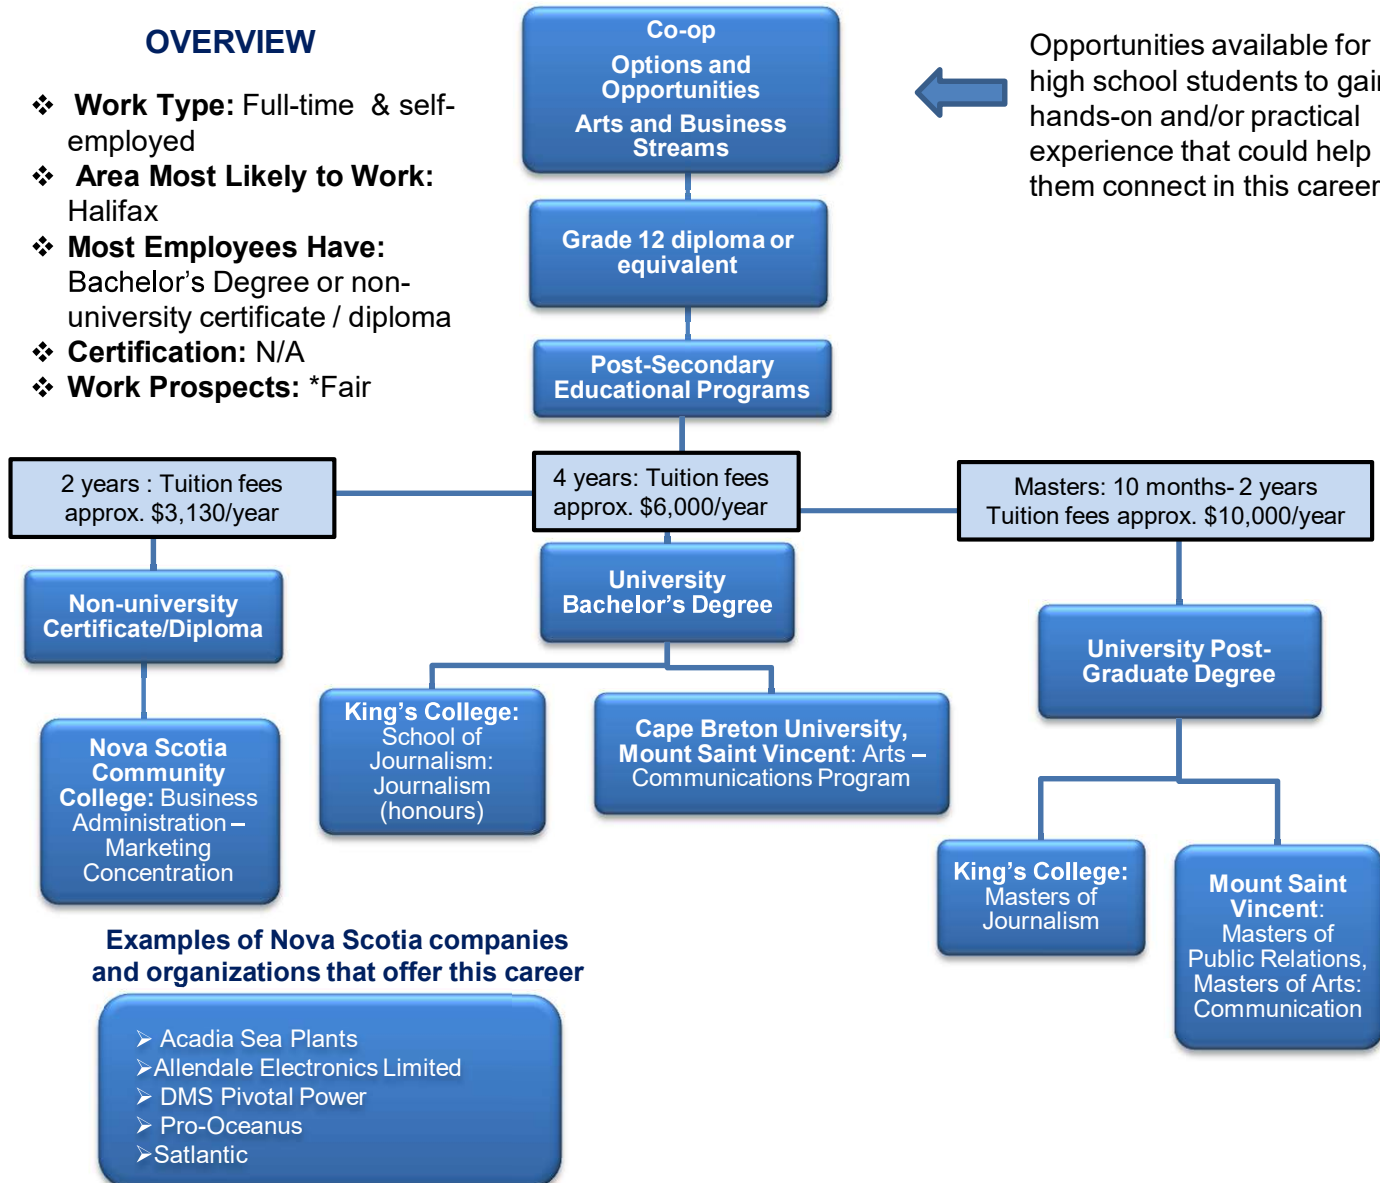 OVERVIEW
❖ Work Type: Full-time & self-
employed
❖ Area Most Likely to Work:
Halifax
❖ Most Employees Have:
Bachelor's Degree or non-
university certificate / diploma
❖ Certification: N/A
❖ Work Prospects: *Fair
Co-op
Options and
Opportunities
Arts and Business
Streams
Opportunities available for
high school students to gain
hands-on and/or practical
experience that could help
them connect in this career
Grade 12 diploma or
equivalent
Post-Secondary
Educational Programs
2 years : Tuition fees
approx. $3,130/year
4 years: Tuition fees
approx. $6,000/year
Masters: 10 months- 2 years
Tuition fees approx. $10,000/year
Non-university
Certificate/Diploma
University
Bachelor's Degree
University Post-
Graduate Degree
Nova Scotia
Community
College: Business
Administration –
Marketing
Concentration
King's College:
School of
Journalism:
Journalism
(honours)
Cape Breton University,
Mount Saint Vincent: Arts –
Communications Program
King's College:
Masters of
Journalism
Mount Saint
Vincent:
Masters of
Public Relations,
Masters of Arts:
Communication
Examples of Nova Scotia companies
and organizations that offer this career
➢ Acadia Sea Plants
➢Allendale Electronics Limited
➢ DMS Pivotal Power
➢ Pro-Oceanus
➢Satlantic